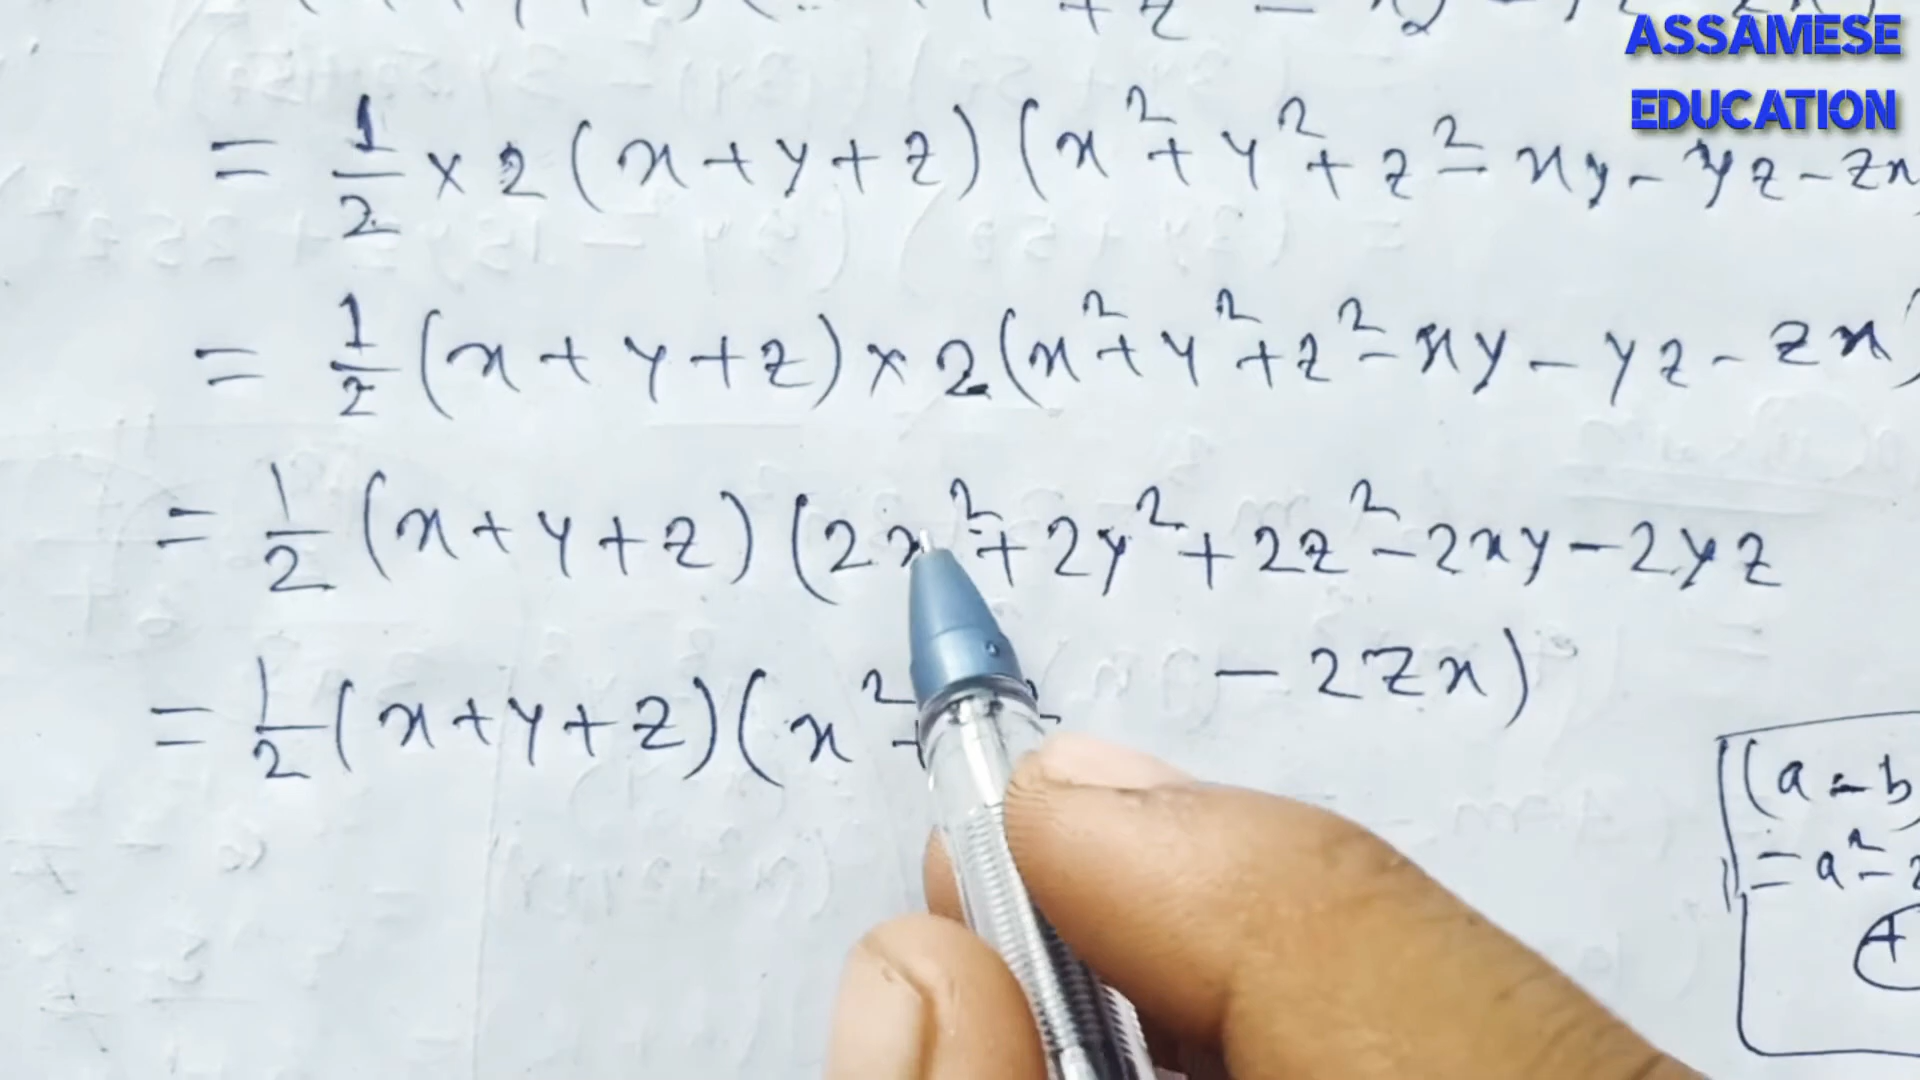 ASSAMESE
EDUCATION
= 1/2 × 2 (x + y + z) (x² + y² + z² - xy - yz - zx
= 1/2 (x + y + z) × 2 (x² + y² + z² - xy - yz - zx)
= 1/2 (x + y + z) (2x² + 2y² + 2z² - 2xy - 2yz
- 2zx)
= 1/2 (x + y + z) (x²
(a - b)
= a² - 2
+